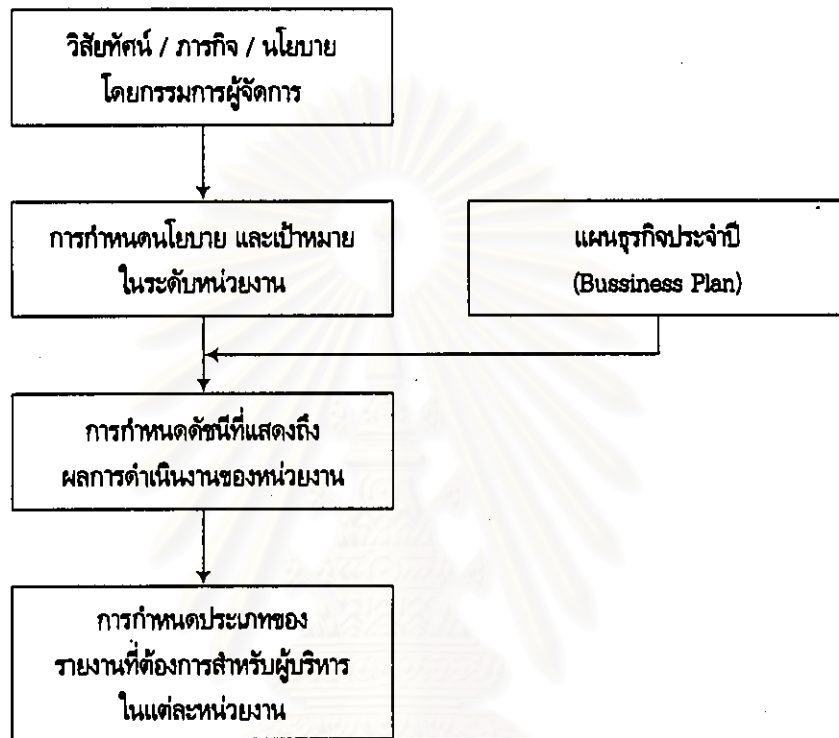 วิสัยทัศน์ / ภารกิจ / นโยบาย
โดยกรรมการผู้จัดการ
การกำหนดนโยบาย และเป้าหมาย
ในระดับหน่วยงาน
แผนธุรกิจประจำปี
(Bussiness Plan)
การกำหนดดัชนีที่แสดงถึง
ผลการดำเนินงานของหน่วยงาน
การกำหนดประเภทของ
รายงานที่ต้องการสำหรับผู้บริหาร
ในแต่ละหน่วยงาน